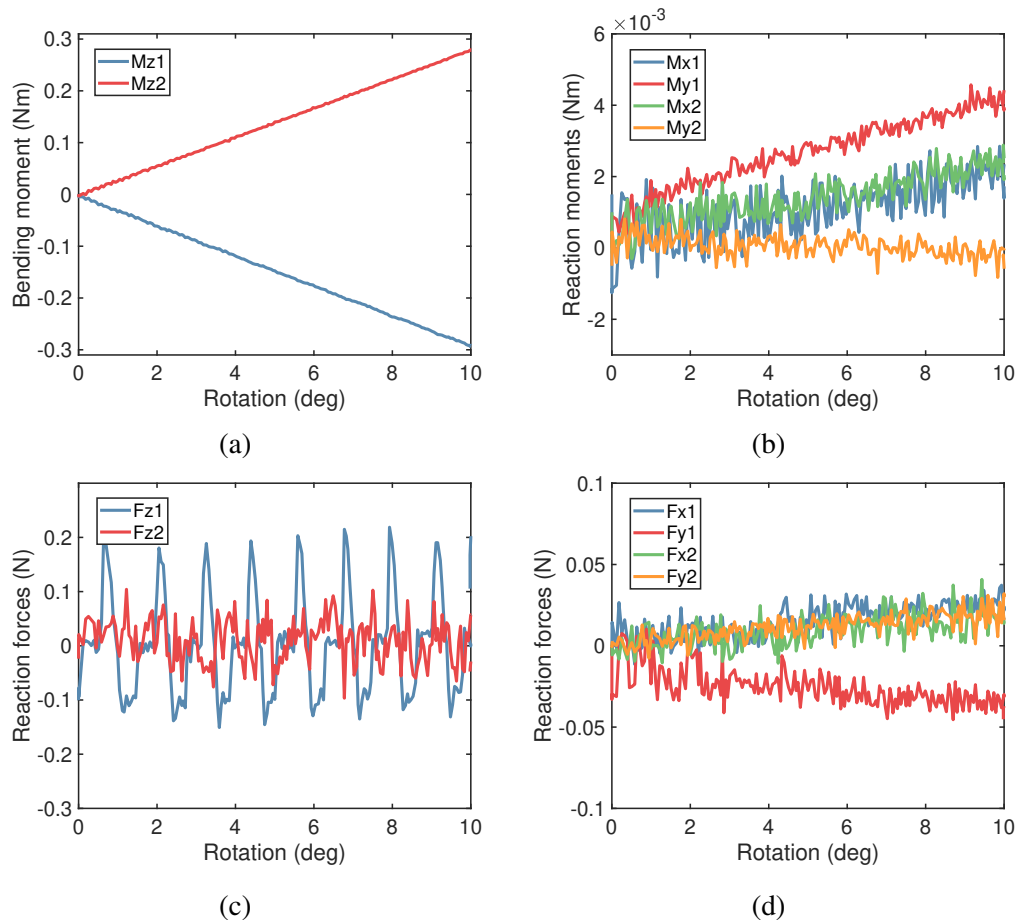 0.3
0.2
0.1
0
-0.1
-0.2
-0.3
Bending moment (Nm)
Mz1
Mz2
0 2 4 6 8 10
Rotation (deg)
(a)
×10⁻³
6
4
2
0
-2
Reaction moments (Nm)
Mx1
My1
Mx2
My2
0 2 4 6 8 10
Rotation (deg)
(b)
0.2
0.1
0
-0.1
-0.2
-0.3
Reaction forces (N)
Fz1
Fz2
0 2 4 6 8 10
Rotation (deg)
(c)
0.1
0.05
0
-0.05
-0.1
Reaction forces (N)
Fx1
Fy1
Fx2
Fy2
0 2 4 6 8 10
Rotation (deg)
(d)